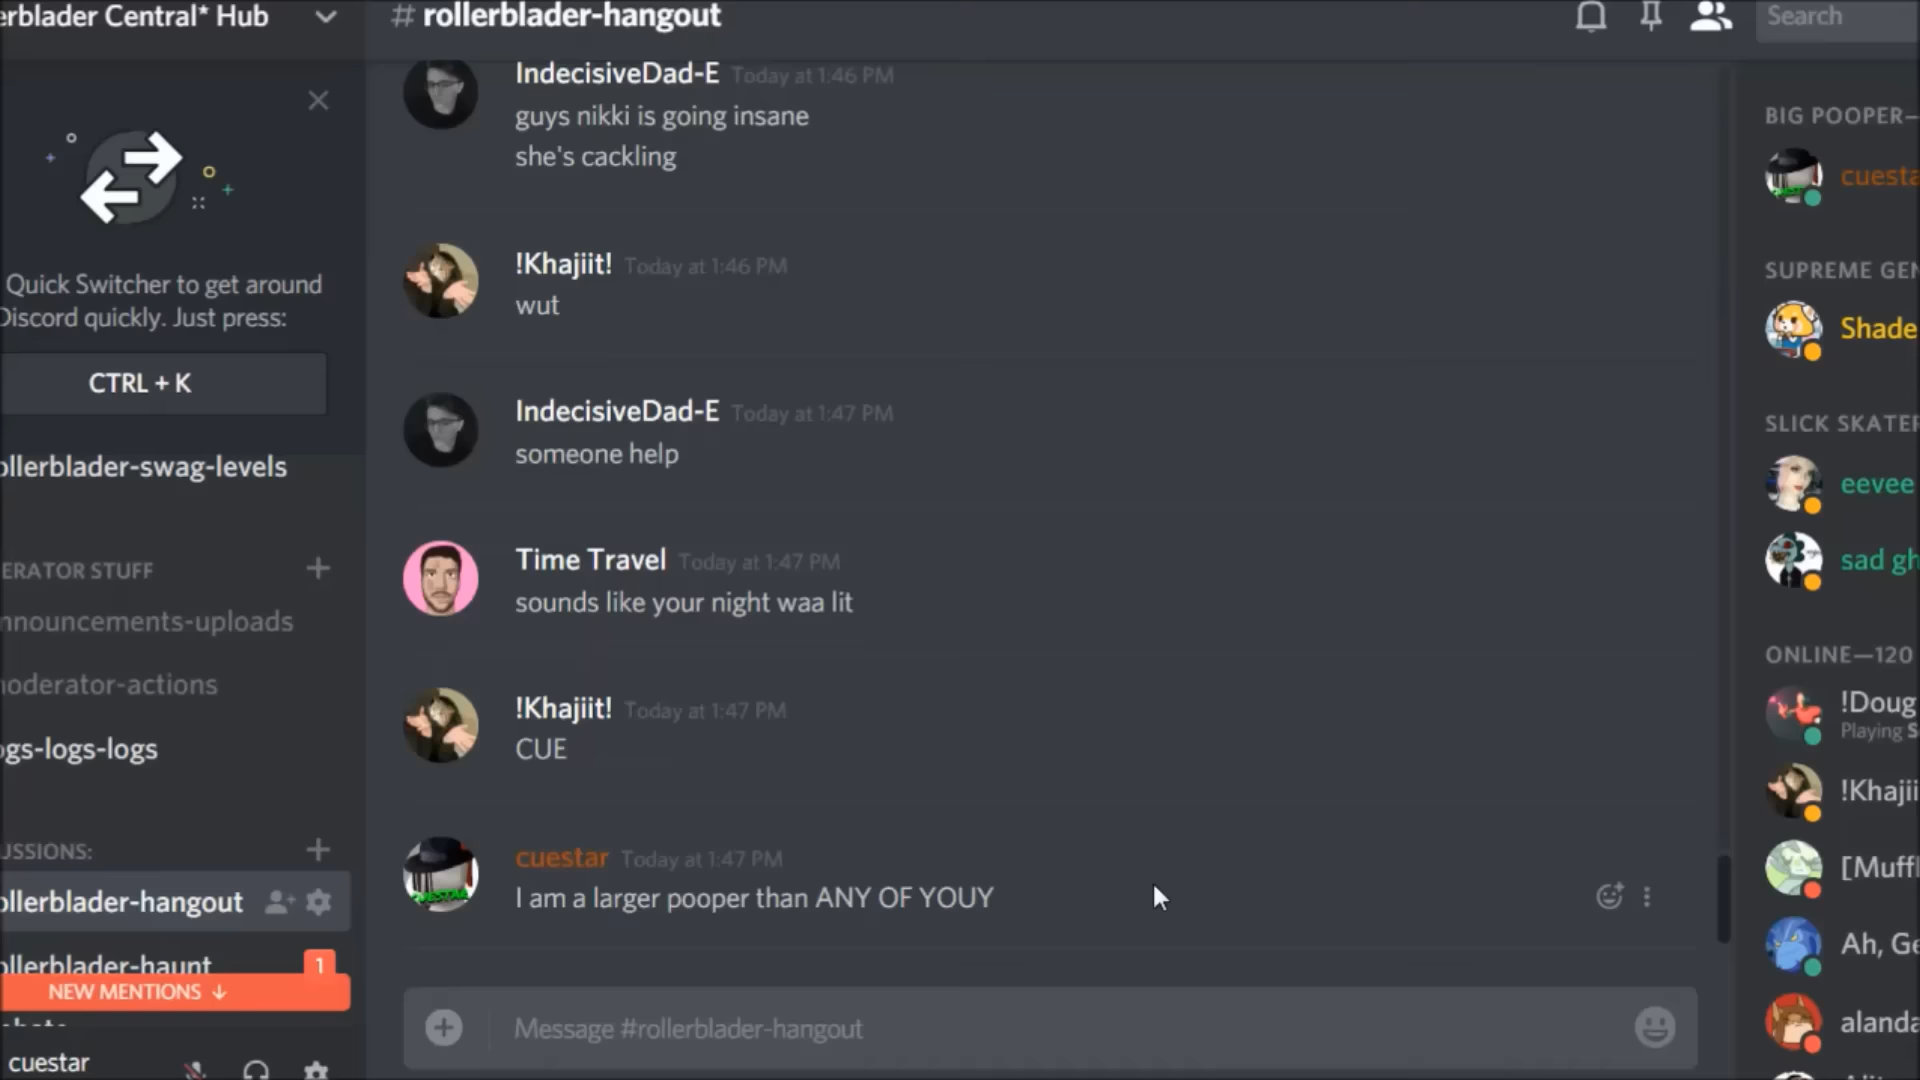 erblader Central* Hub
# rollerblader-hangout
Search
Quick Switcher to get around
Discord quickly. Just press:
CTRL + K
ollerblader-swag-levels
ERATOR STUFF
nnouncements-uploads
moderator-actions
ogs-logs-logs
USSIONS:
ollerblader-hangout
ollerblader-haunt
1
NEW MENTIONS ↓
cuestar
IndecisiveDad-E Today at 1:46 PM
guys nikki is going insane
she's cackling
!Khajiit! Today at 1:46 PM
wut
IndecisiveDad-E Today at 1:47 PM
someone help
Time Travel Today at 1:47 PM
sounds like your night waa lit
!Khajiit! Today at 1:47 PM
CUE
cuestar Today at 1:47 PM
I am a larger pooper than ANY OF YOUY
Message #rollerblader-hangout
BIG POOPER—
cuesta
SUPREME GEN
Shade
SLICK SKATER
eevee
sad gh
ONLINE—120
!Doug
Playing S
!Khajii
[Muffl
Ah, Ge
alanda